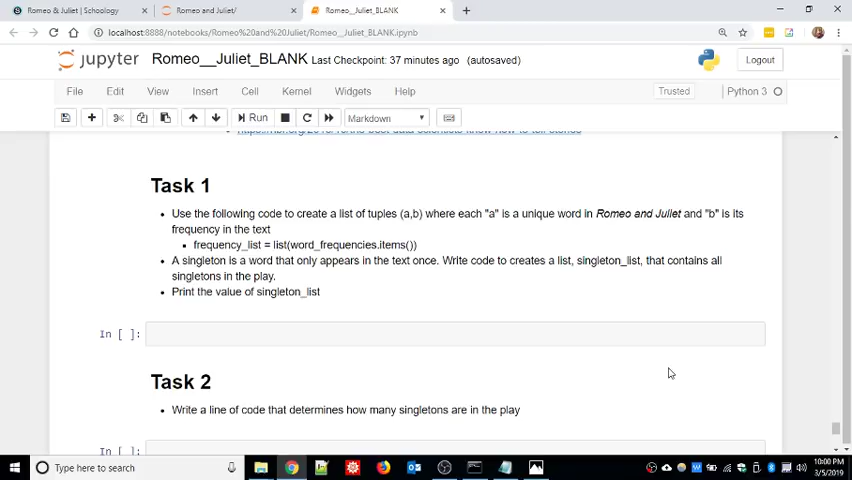 Romeo & Juliet | Schoology
Romeo and Juliet/
Romeo__Juliet_BLANK
localhost:8888/notebooks/Romeo%20and%20Juliet/Romeo__Juliet_BLANK.ipynb
jupyter Romeo__Juliet_BLANK Last Checkpoint: 37 minutes ago (autosaved)
Logout
File Edit View Insert Cell Kernel Widgets Help
Trusted
Python 3
Run
Markdown
Task 1
Use the following code to create a list of tuples (a,b) where each "a" is a unique word in Romeo and Juliet and "b" is its
frequency in the text
frequency_list = list(word_frequencies.items())
A singleton is a word that only appears in the text once. Write code to creates a list, singleton_list, that contains all
singletons in the play.
Print the value of singleton_list
In [ ]:
Task 2
Write a line of code that determines how many singletons are in the play
In [ ]:
Type here to search
10:00 PM
3/5/2019